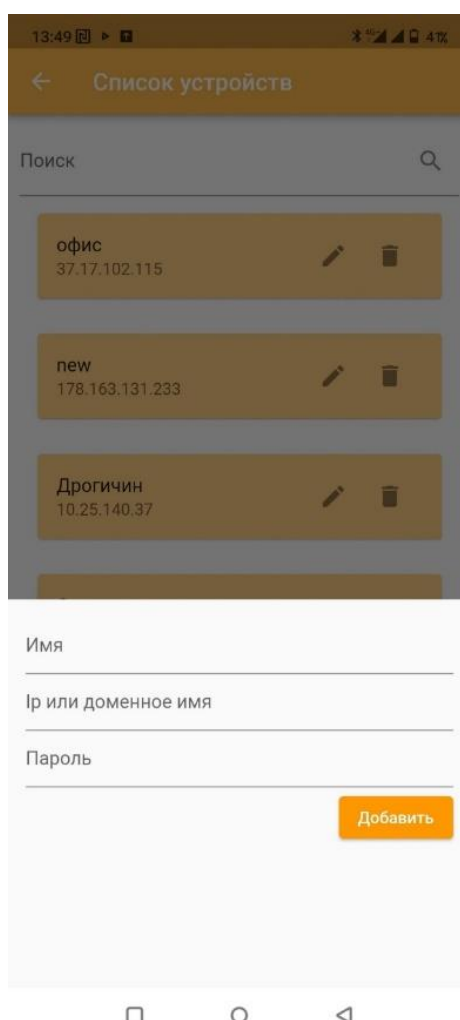 13:49 41%
Список устройств
Поиск
офис
37.17.102.115
new
178.163.131.233
Дрогичин
10.25.140.37
Имя
Ip или доменное имя
Пароль
Добавить